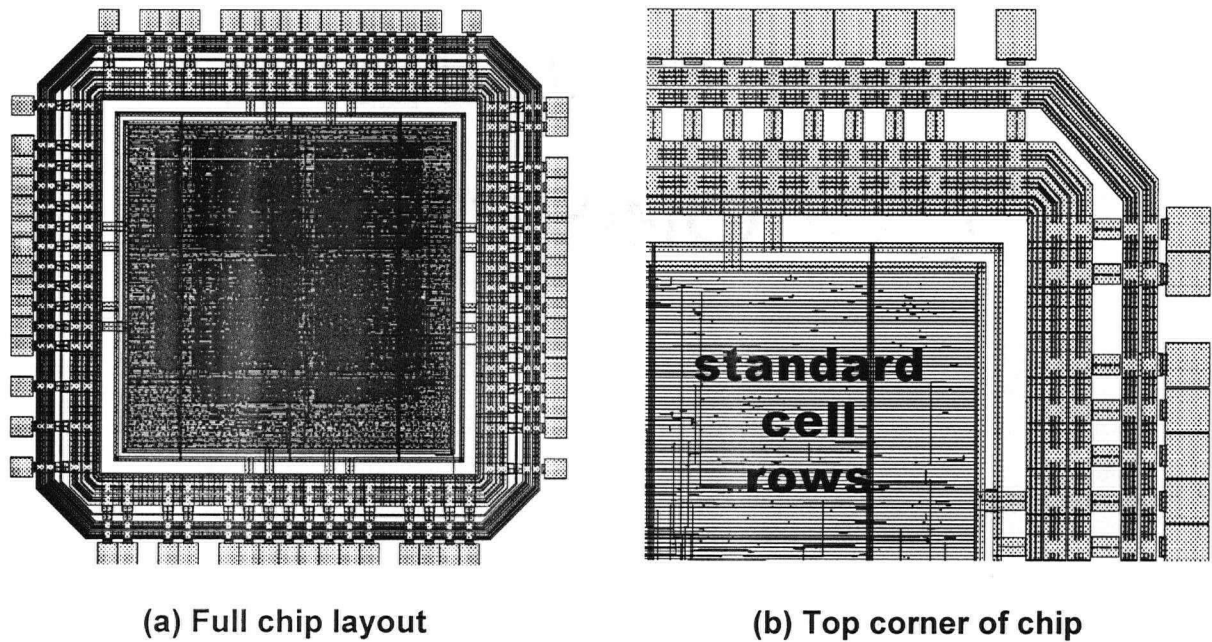 standard
cell
rows
(a) Full chip layout
(b) Top corner of chip